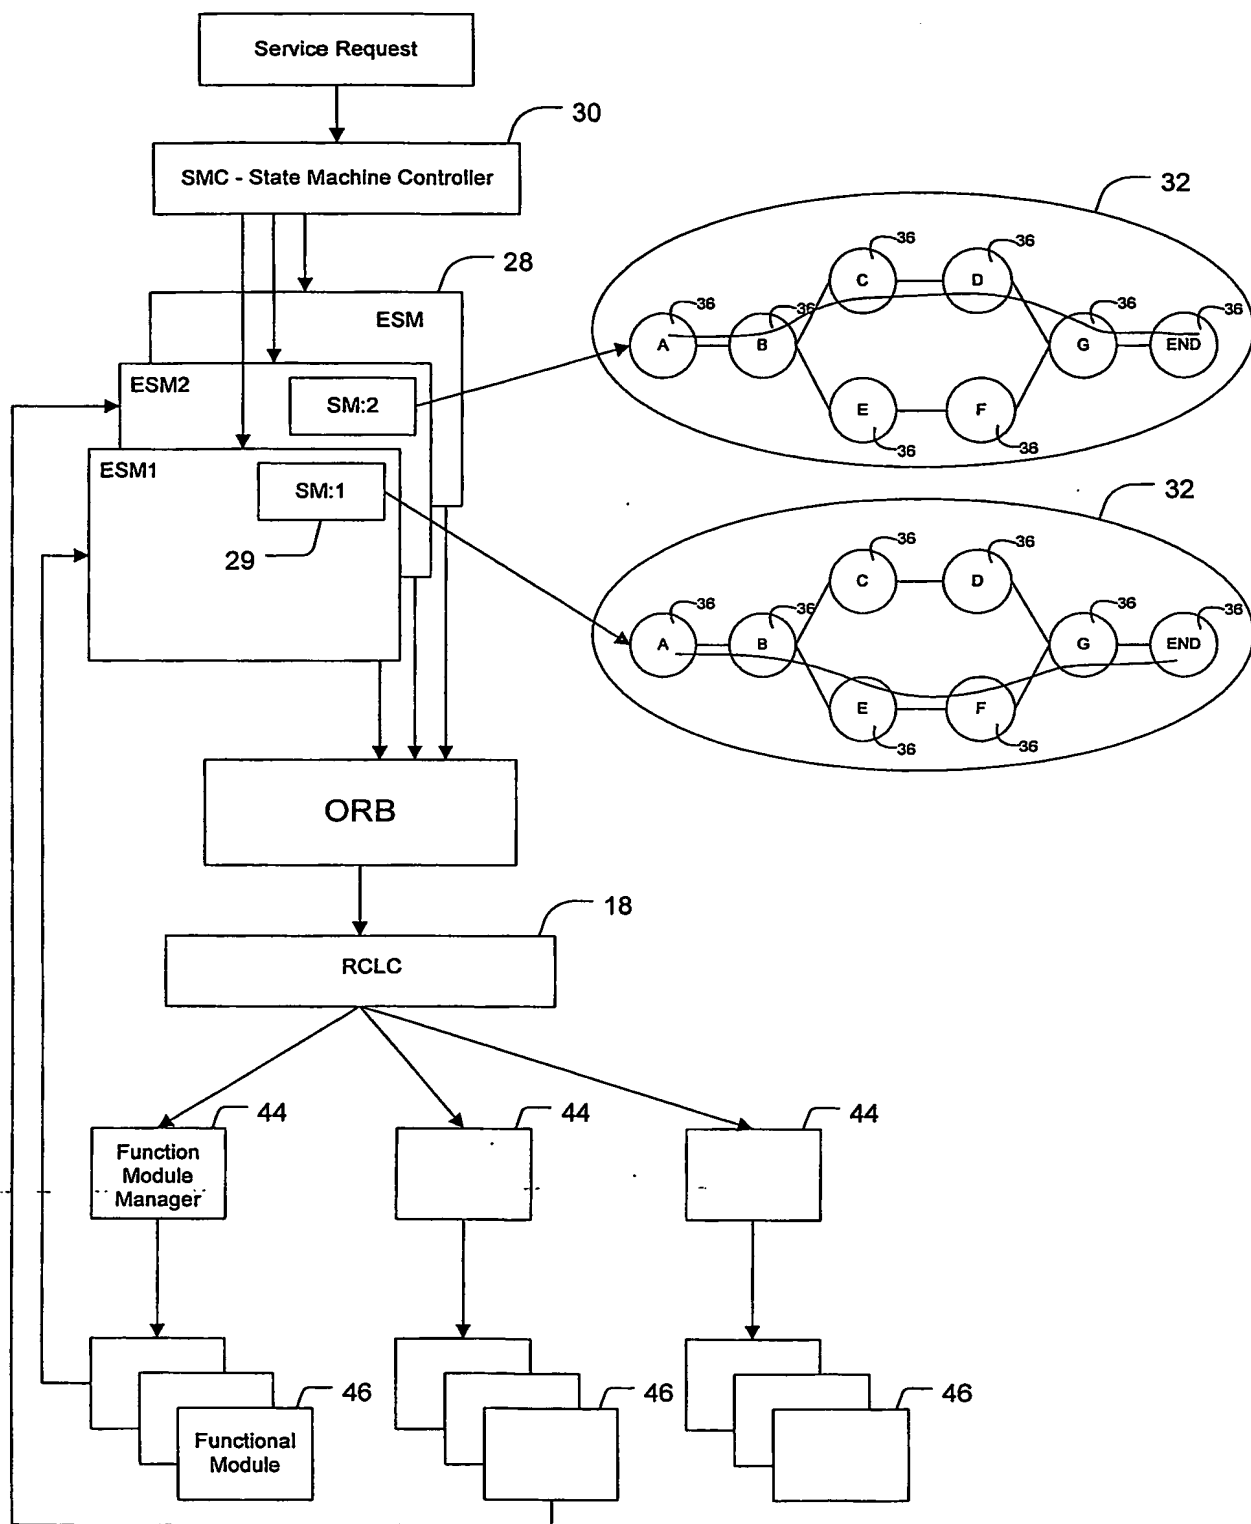 Service Request
30
SMC - State Machine Controller
32
28
ESM
36
36
C
D
36
36
36
36
A
B
G
END
ESM2
SM:2
E
F
36
36
ESM1
SM:1
29
32
36
36
C
D
36
36
36
36
A
B
G
END
E
F
36
36
ORB
18
RCLC
44
44
44
Function
Module
Manager
46
46
46
Functional
Module